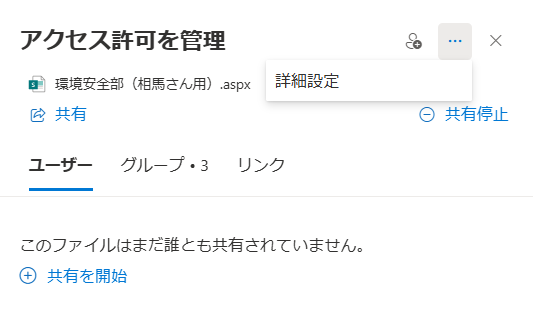 アクセス許可を管理
環境安全部（相馬さん用）.aspx
詳細設定
共有
共有停止
ユーザー グループ • 3 リンク
このファイルはまだ誰とも共有されていません。
共有を開始